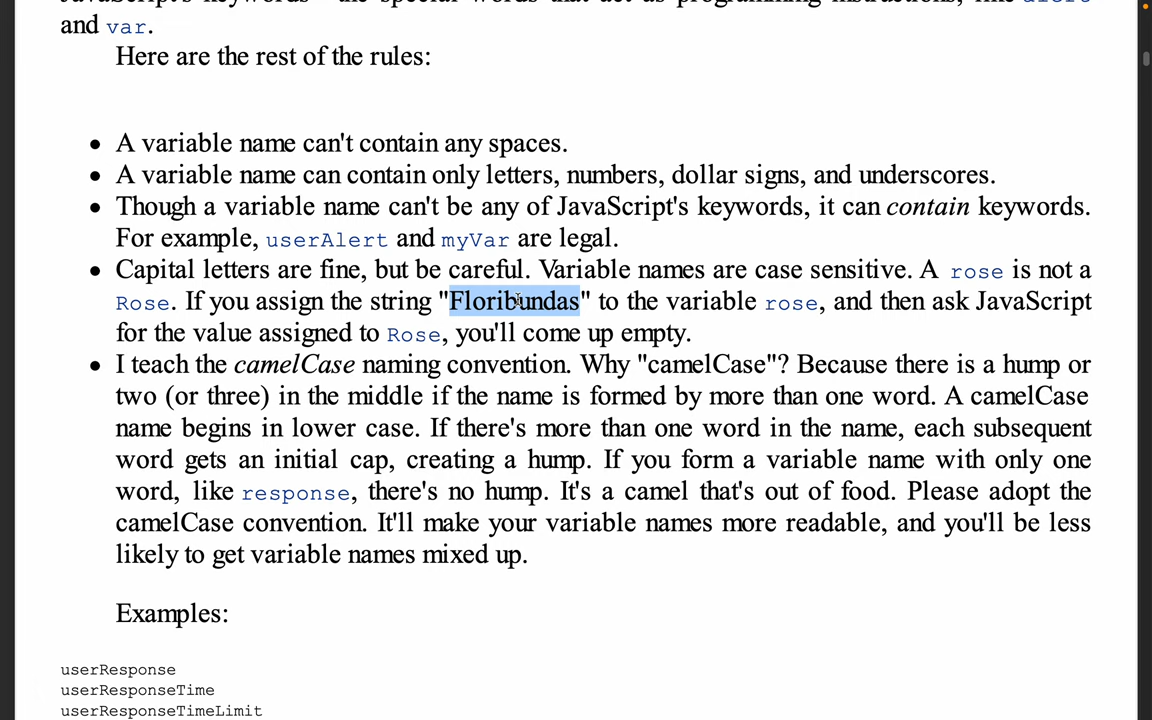 and var.
Here are the rest of the rules:
• A variable name can't contain any spaces.
• A variable name can contain only letters, numbers, dollar signs, and underscores.
• Though a variable name can't be any of JavaScript's keywords, it can contain keywords.
For example, userAlert and myVar are legal.
• Capital letters are fine, but be careful. Variable names are case sensitive. A rose is not a
Rose. If you assign the string "Floribundas" to the variable rose, and then ask JavaScript
for the value assigned to Rose, you'll come up empty.
• I teach the camelCase naming convention. Why "camelCase"? Because there is a hump or
two (or three) in the middle if the name is formed by more than one word. A camelCase
name begins in lower case. If there's more than one word in the name, each subsequent
word gets an initial cap, creating a hump. If you form a variable name with only one
word, like response, there's no hump. It's a camel that's out of food. Please adopt the
camelCase convention. It'll make your variable names more readable, and you'll be less
likely to get variable names mixed up.
Examples:
userResponse
userResponseTime
userResponseTimeLimit